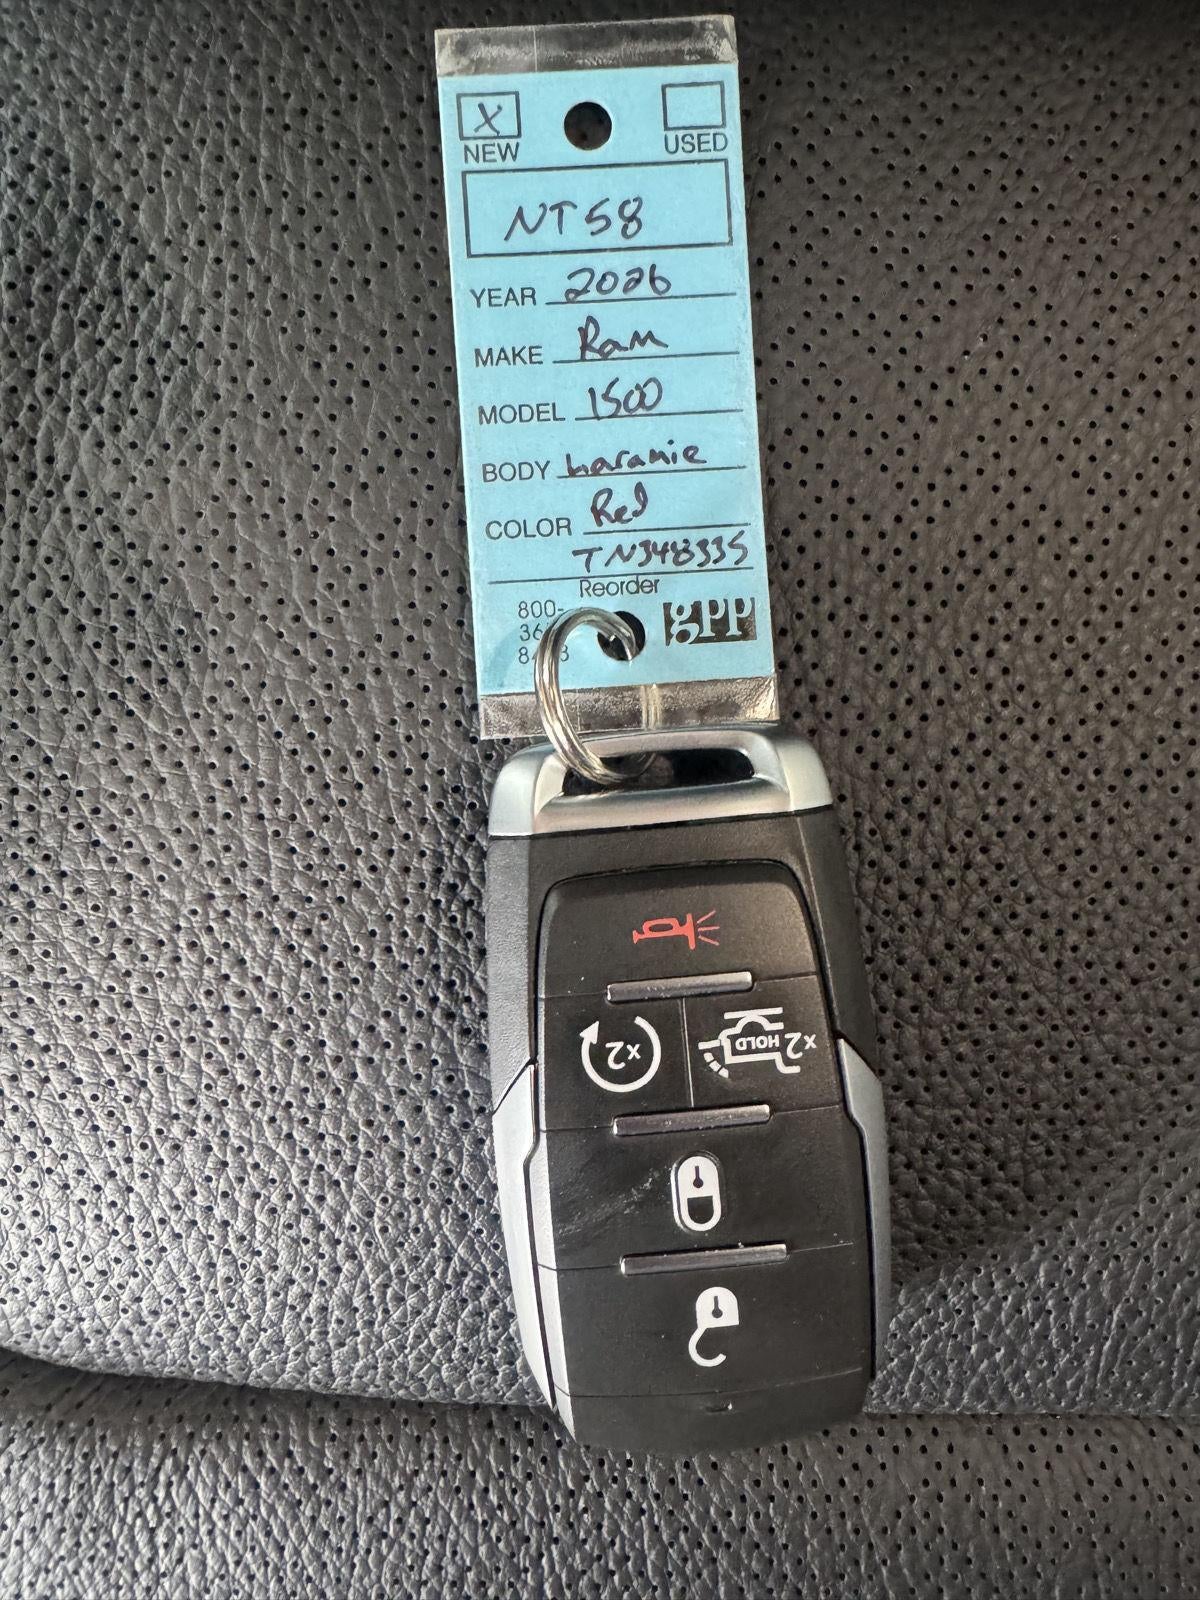 X
NEW
USED
NT58
YEAR 2026
MAKE Ram
MODEL 1500
BODY Laramie
COLOR Red
TN348335
Reorder
800-
gpp
x2
x2 HOLD